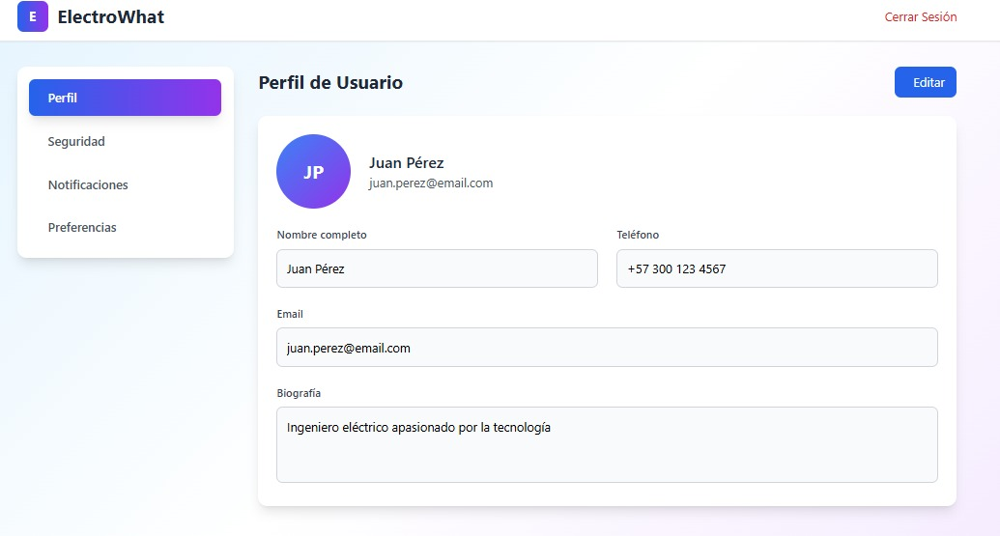 E ElectroWhat
Cerrar Sesión
Perfil
Seguridad
Notificaciones
Preferencias
Perfil de Usuario
Editar
JP
Juan Pérez
juan.perez@email.com
Nombre completo
Juan Pérez
Teléfono
+57 300 123 4567
Email
juan.perez@email.com
Biografía
Ingeniero eléctrico apasionado por la tecnología